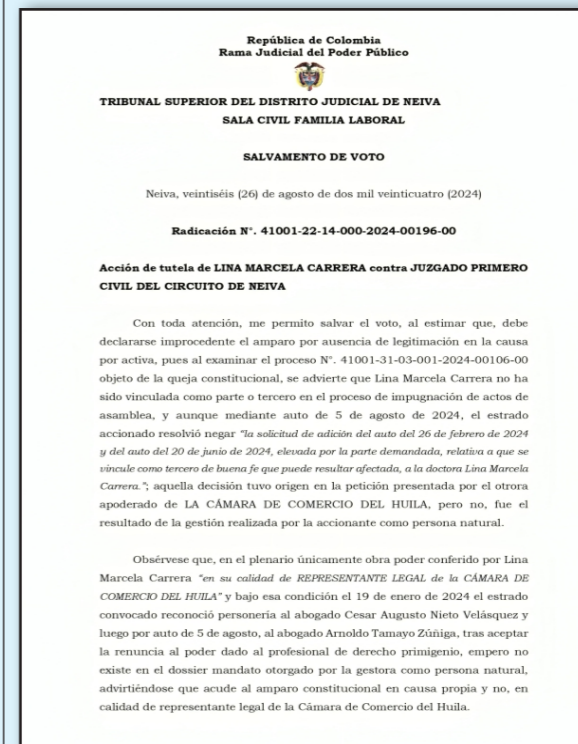 República de Colombia
Rama Judicial del Poder Público
TRIBUNAL SUPERIOR DEL DISTRITO JUDICIAL DE NEIVA
SALA CIVIL FAMILIA LABORAL
SALVAMENTO DE VOTO
Neiva, veintiséis (26) de agosto de dos mil veinticuatro (2024)
Radicación N°. 41001-22-14-000-2024-00196-00
Acción de tutela de LINA MARCELA CARRERA contra JUZGADO PRIMERO
CIVIL DEL CIRCUITO DE NEIVA
Con toda atención, me permito salvar el voto, al estimar que, debe
declararse improcedente el amparo por ausencia de legitimación en la causa
por activa, pues al examinar el proceso N°. 41001-31-03-001-2024-00106-00
objeto de la queja constitucional, se advierte que Lina Marcela Carrera no ha
sido vinculada como parte o tercero en el proceso de impugnación de actos de
asamblea, y aunque mediante auto de 5 de agosto de 2024, el estrado
accionado resolvió negar "la solicitud de adición del auto del 26 de febrero de 2024
y del auto del 20 de junio de 2024, elevada por la parte demandada, relativa a que se
vincule como tercero de buena fe que puede resultar afectada, a la doctora Lina Marcela
Carrera."; aquella decisión tuvo origen en la petición presentada por el otrora
apoderado de LA CÁMARA DE COMERCIO DEL HUILA, pero no, fue el
resultado de la gestión realizada por la accionante como persona natural.
Obsérvese que, en el plenario únicamente obra poder conferido por Lina
Marcela Carrera "en su calidad de REPRESENTANTE LEGAL de la CÁMARA DE
COMERCIO DEL HUILA" y bajo esa condición el 19 de enero de 2024 el estrado
convocado reconoció personería al abogado Cesar Augusto Nieto Velásquez y
luego por auto de 5 de agosto, al abogado Arnoldo Tamayo Zúñiga, tras aceptar
la renuncia al poder dado al profesional de derecho primigenio, empero no
existe en el dossier mandato otorgado por la gestora como persona natural,
advirtiéndose que acude al amparo constitucional en causa propia y no, en
calidad de representante legal de la Cámara de Comercio del Huila.